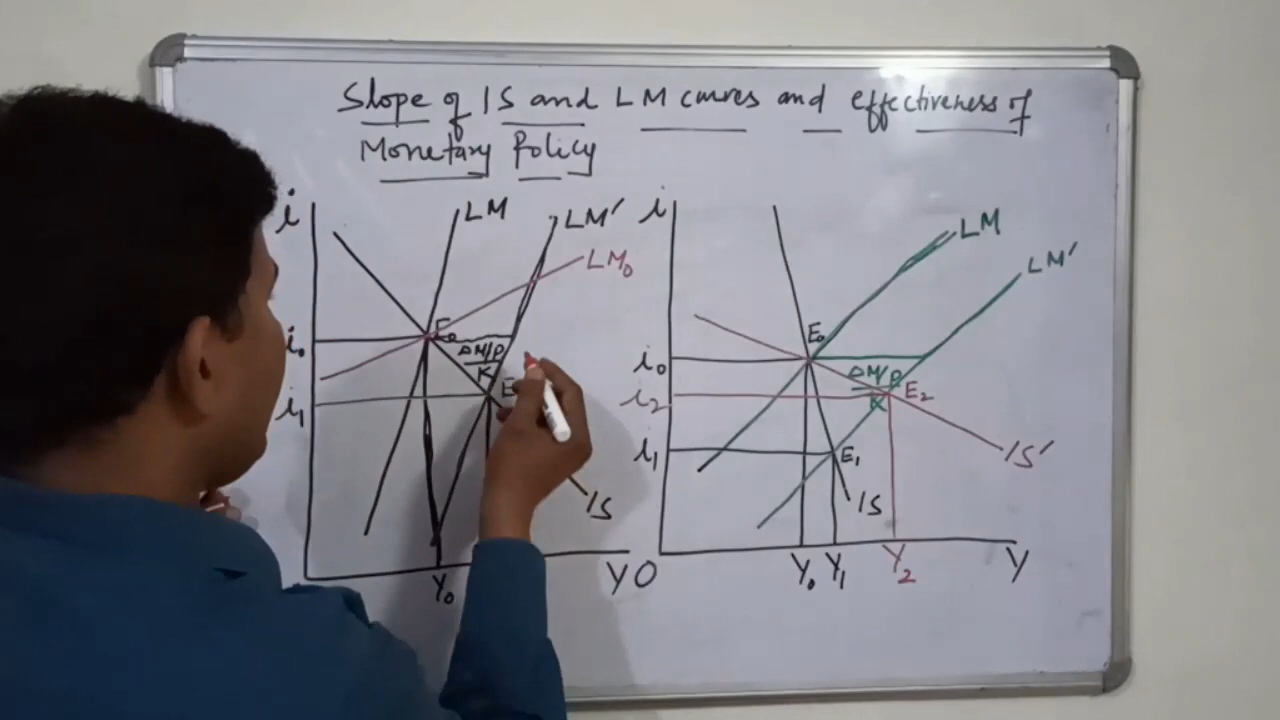 Slope of IS and LM curves and effectiveness of
Monetary Policy
i LM LM' LM₀
i₀ E₀ ΔM/P
K
i₁ E
IS
Y₀ Y
i LM LM'
E₀
i₀ ΔM/P
K
i₂ E₂
i₁ E₁ IS'
IS
O Y₀ Y₁ Y₂ Y